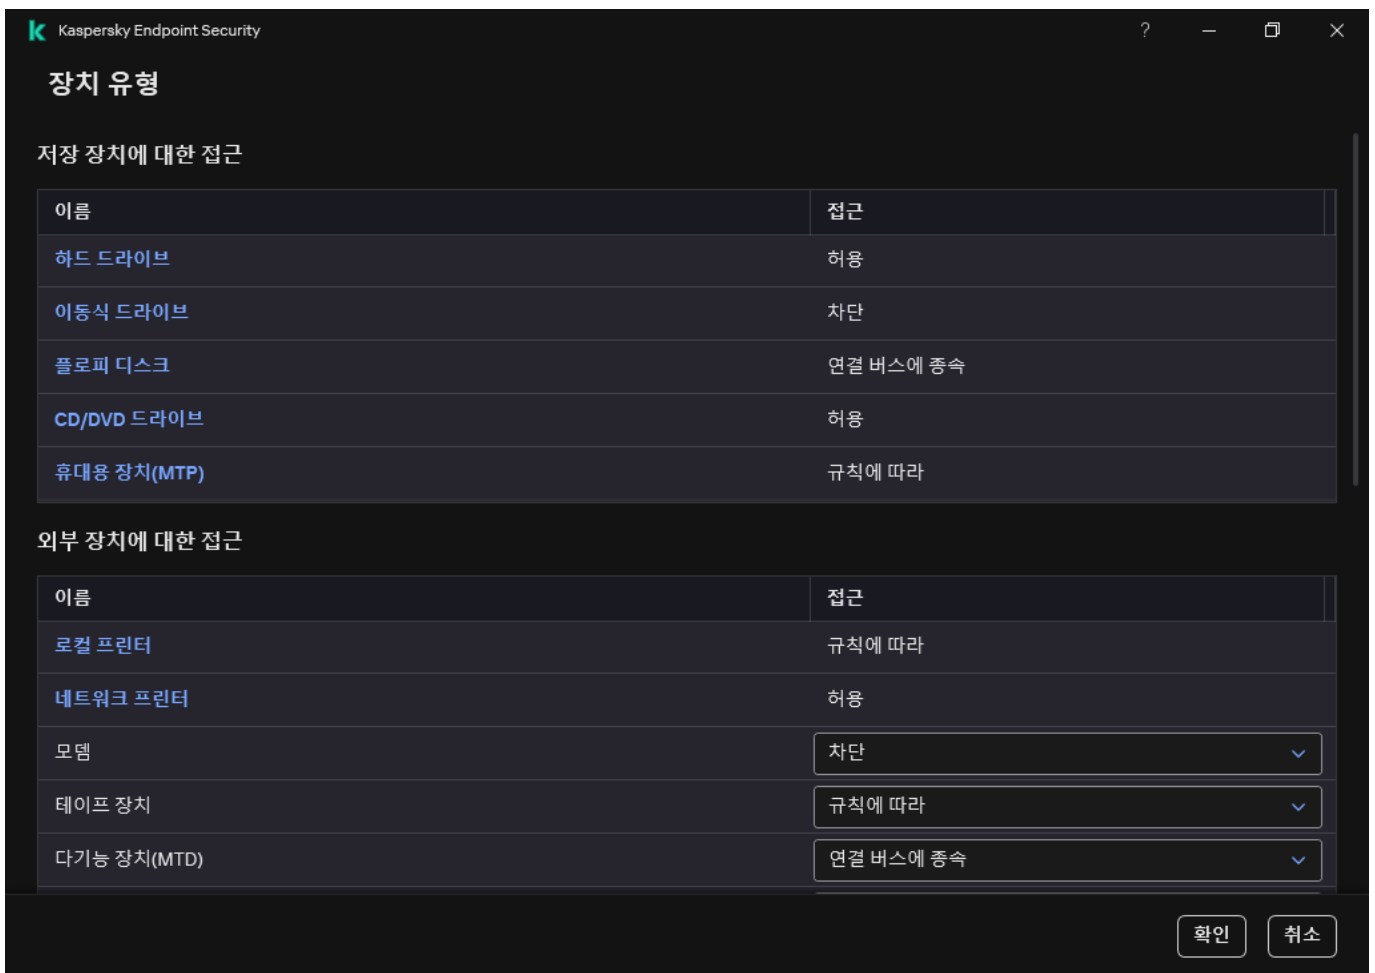 Kaspersky Endpoint Security
?
장치 유형
저장 장치에 대한 접근
이름 접근
하드 드라이브 허용
이동식 드라이브 차단
플로피 디스크 연결 버스에 종속
CD/DVD 드라이브 허용
휴대용 장치(MTP) 규칙에 따라
외부 장치에 대한 접근
이름 접근
로컬 프린터 규칙에 따라
네트워크 프린터 허용
모뎀 차단
테이프 장치 규칙에 따라
다기능 장치(MTD) 연결 버스에 종속
확인 취소